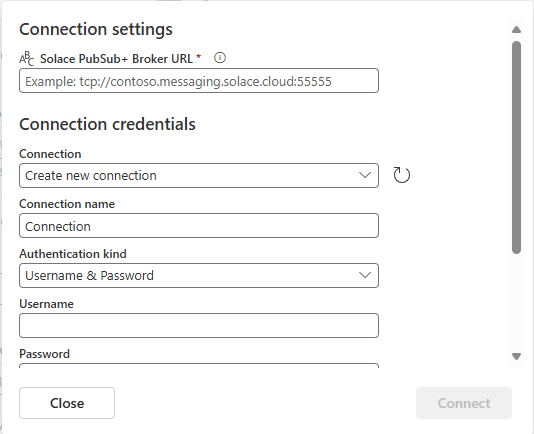 Connection settings
ABC Solace PubSub+ Broker URL *
Example: tcp://contoso.messaging.solace.cloud:55555
Connection credentials
Connection
Create new connection
Connection name
Connection
Authentication kind
Username & Password
Username
Password
Close
Connect